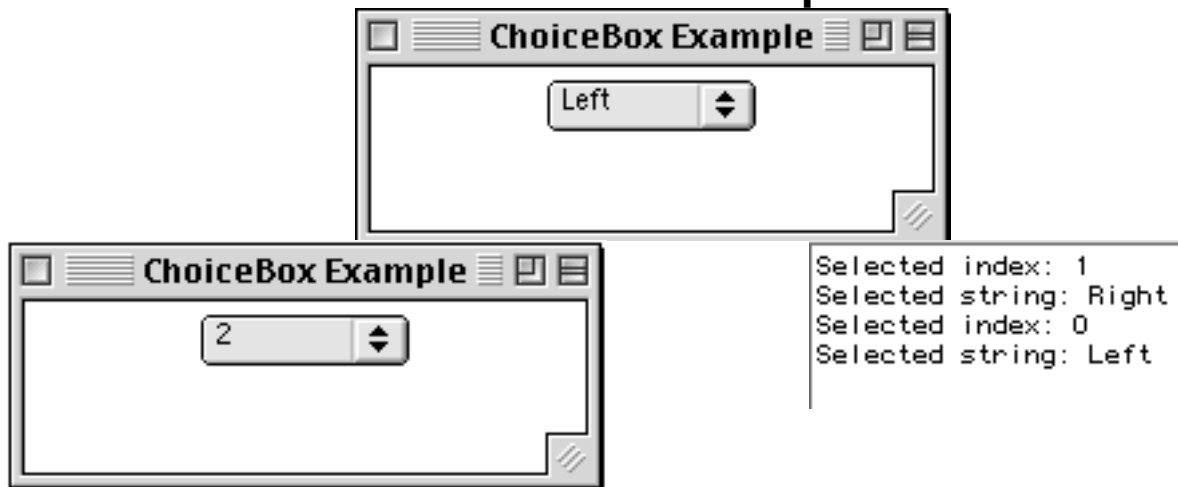 ChoiceBox Example
Left
ChoiceBox Example
2
Selected index: 1
Selected string: Right
Selected index: 0
Selected string: Left